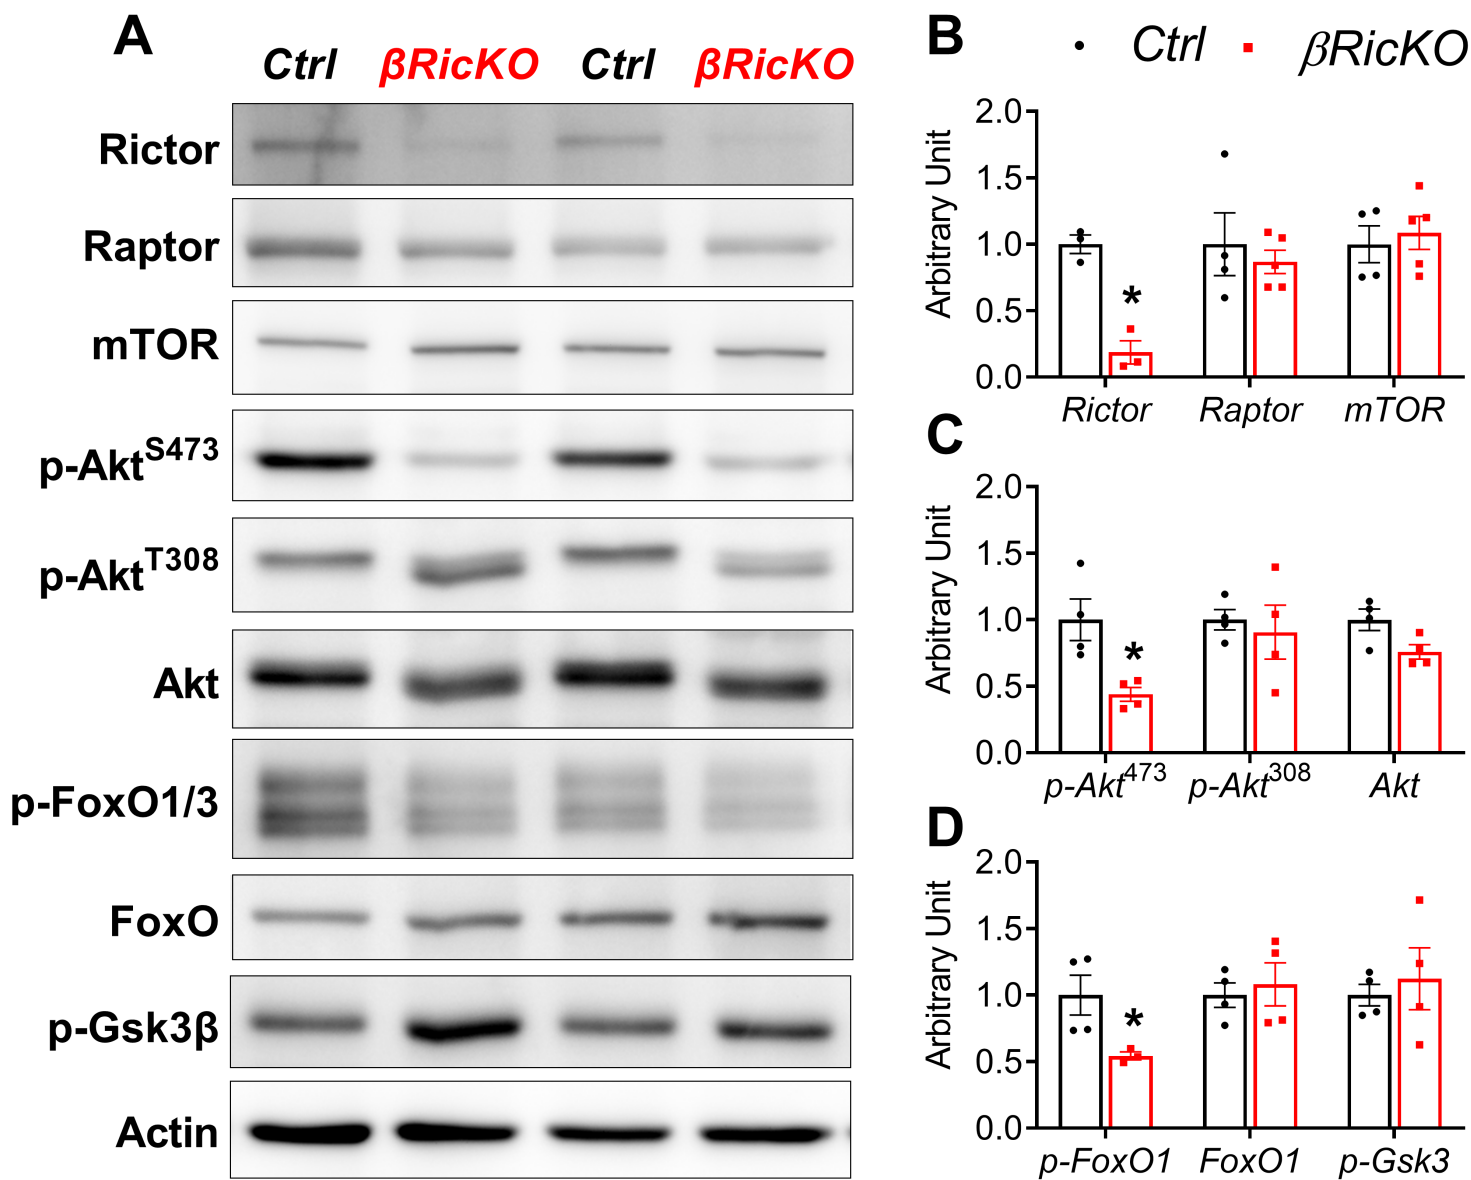 A
Ctrl βRicKO Ctrl βRicKO
Rictor
Raptor
mTOR
p-AktS473
p-AktT308
Akt
p-FoxO1/3
FoxO
p-Gsk3β
Actin
B
Ctrl βRicKO
Arbitrary Unit
2.0
1.5
1.0
0.5
0.0
*
Rictor Raptor mTOR
C
Arbitrary Unit
2.0
1.5
1.0
0.5
0.0
*
p-Akt473 p-Akt308 Akt
D
Arbitrary Unit
2.0
1.5
1.0
0.5
0.0
*
p-FoxO1 FoxO1 p-Gsk3